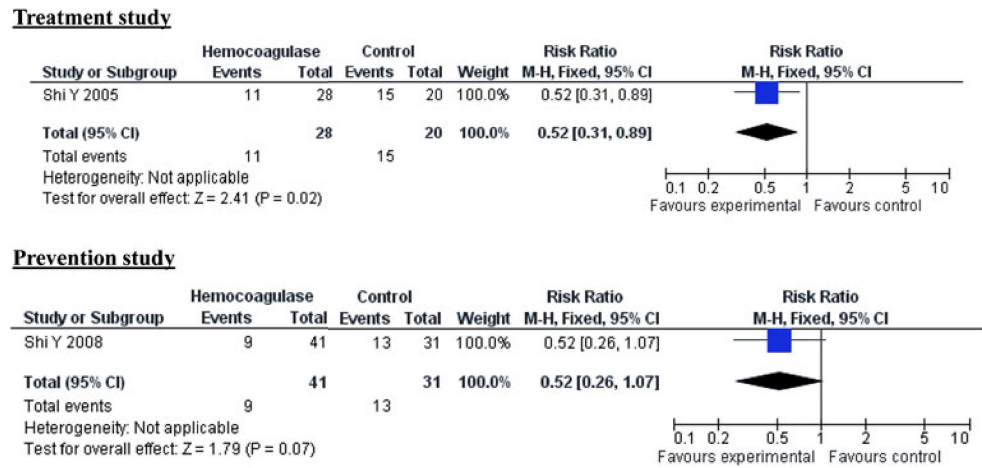 Treatment study
Hemocoagulase Control Risk Ratio Risk Ratio
Study or Subgroup Events Total Events Total Weight M-H, Fixed, 95% CI M-H, Fixed, 95% CI
Shi Y 2005 11 28 15 20 100.0% 0.52 [0.31, 0.89]
Total (95% CI) 28 20 100.0% 0.52 [0.31, 0.89]
Total events 11 15
Heterogeneity: Not applicable
Test for overall effect: Z = 2.41 (P = 0.02)
0.1 0.2 0.5 1 2 5 10
Favours experimental Favours control
Prevention study
Hemocoagulase Control Risk Ratio Risk Ratio
Study or Subgroup Events Total Events Total Weight M-H, Fixed, 95% CI M-H, Fixed, 95% CI
Shi Y 2008 9 41 13 31 100.0% 0.52 [0.26, 1.07]
Total (95% CI) 41 31 100.0% 0.52 [0.26, 1.07]
Total events 9 13
Heterogeneity: Not applicable
Test for overall effect: Z = 1.79 (P = 0.07)
0.1 0.2 0.5 1 2 5 10
Favours experimental Favours control